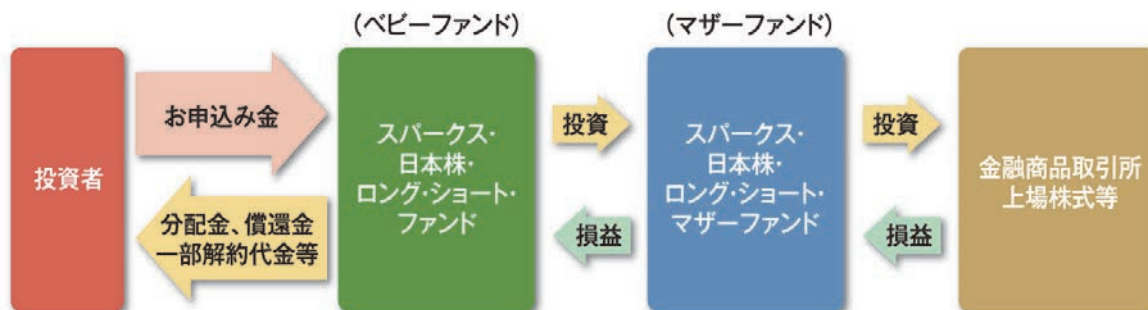 （ベビーファンド）
（マザーファンド）
投資者
お申込み金
分配金、償還金
一部解約代金等
スパークス・
日本株・
ロング・ショート・
ファンド
投資
損益
スパークス・
日本株・
ロング・ショート・
マザーファンド
投資
損益
金融商品取引所
上場株式等